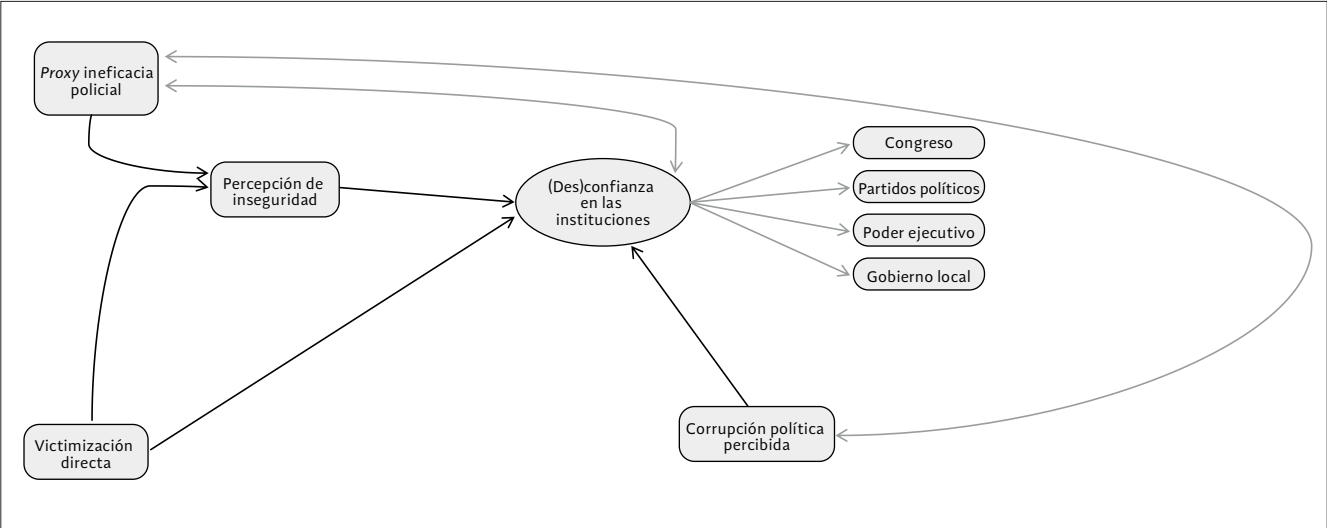 Proxy ineficacia
policial
Congreso
Partidos políticos
Poder ejecutivo
Gobierno local
Percepción de
inseguridad
(Des)confianza
en las
instituciones
Corrupción política
percibida
Victimización
directa